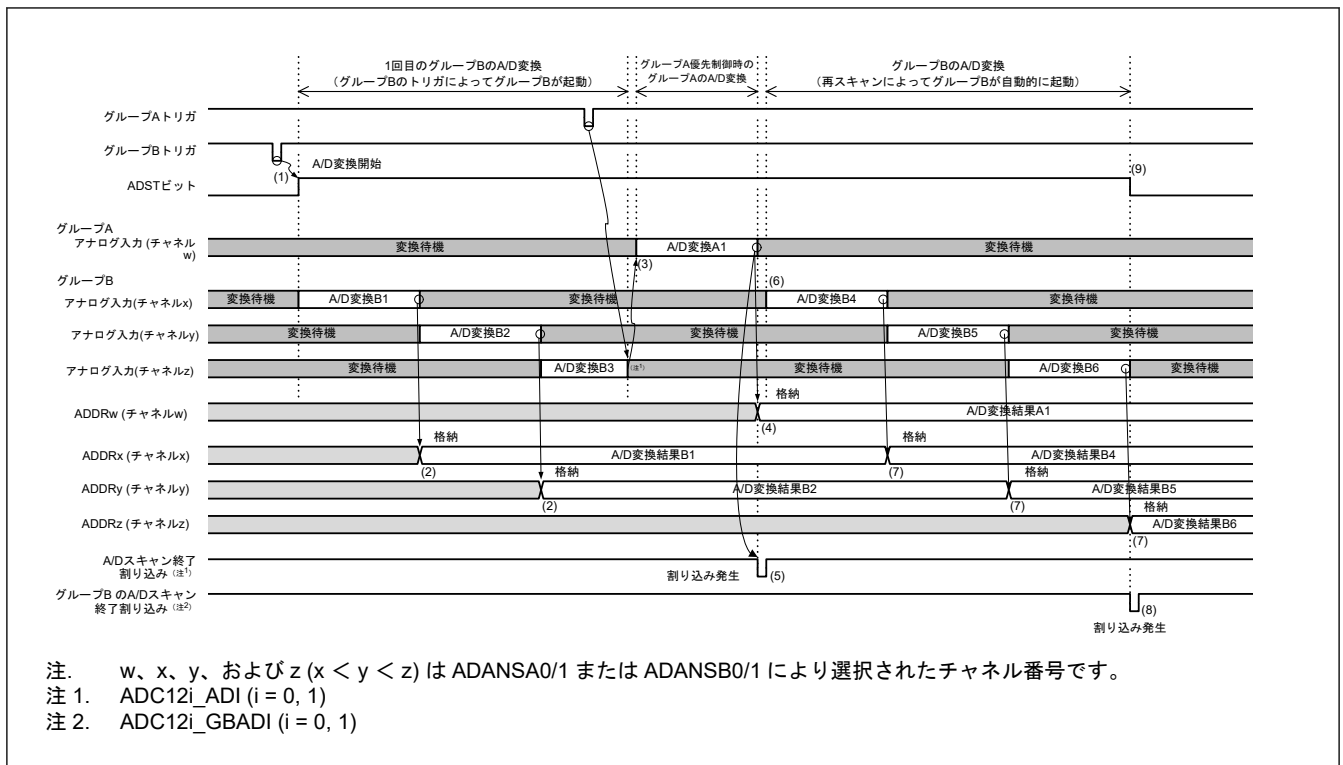 1回目のグループBのA/D変換
(グループBのトリガによってグループBが起動)
グループA優先制御時の
グループAのA/D変換
グループBのA/D変換
(再スキャンによってグループBが自動的に起動)
グループAトリガ
グループBトリガ
(1)
A/D変換開始
ADSTビット
(9)
グループA
アナログ入力 (チャネル
w)
変換待機
A/D変換A1
変換待機
(3)
グループB
(6)
アナログ入力(チャネルx)
変換待機
A/D変換B1
変換待機
A/D変換B4
変換待機
アナログ入力(チャネルy)
変換待機
A/D変換B2
変換待機
A/D変換B5
変換待機
アナログ入力(チャネルz)
変換待機
A/D変換B3
(注1)
変換待機
A/D変換B6
変換待機
格納
ADDRw (チャネルw)
A/D変換結果A1
(4)
格納
格納
ADDRx (チャネルx)
A/D変換結果B1
A/D変換結果B4
(2)
格納
(7)
格納
ADDRy (チャネルy)
A/D変換結果B2
A/D変換結果B5
(2)
(7)
格納
ADDRz (チャネルz)
A/D変換結果B6
(7)
A/Dスキャン終了
割り込み (注1)
割り込み発生
(5)
グループB のA/Dスキャン
終了割り込み (注2)
(8)
割り込み発生
注. w、x、y、および z (x < y < z) は ADANSA0/1 または ADANSB0/1 により選択されたチャネル番号です。
注 1. ADC12i_ADI (i = 0, 1)
注 2. ADC12i_GBADI (i = 0, 1)